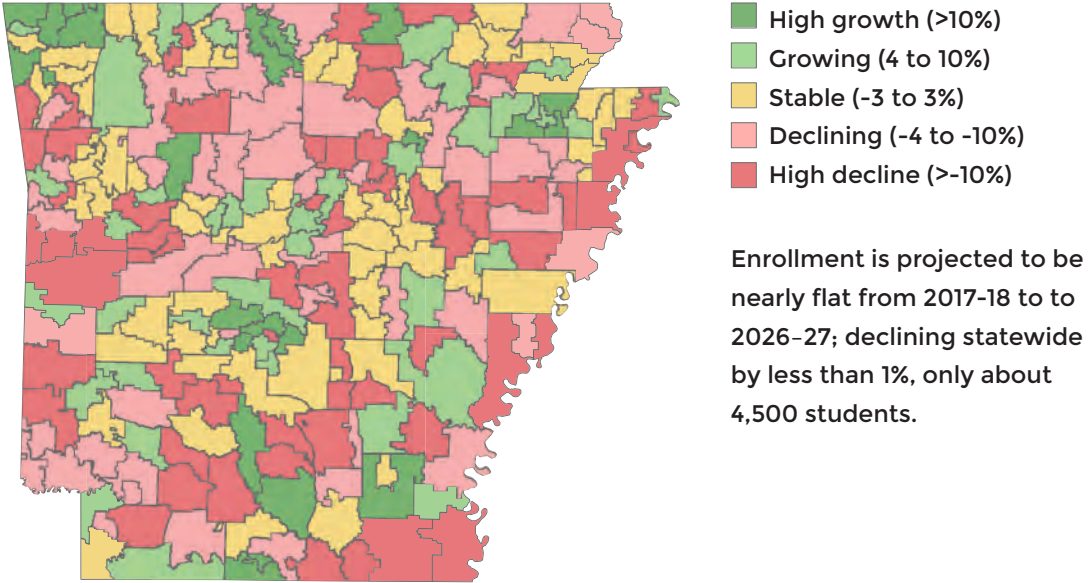 High growth (>10%)
Growing (4 to 10%)
Stable (-3 to 3%)
Declining (-4 to -10%)
High decline (>-10%)
Enrollment is projected to be
nearly flat from 2017-18 to to
2026–27; declining statewide
by less than 1%, only about
4,500 students.